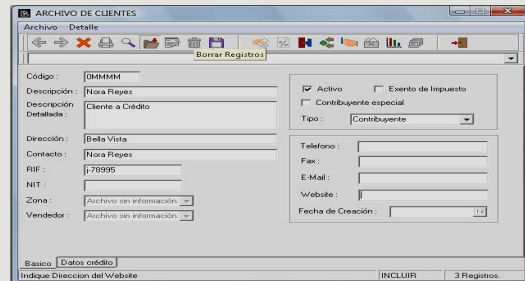 ARCHIVO DE CLIENTES
Archivo Detalle
Borrar Registros
Código : 0MMMM
Descripción : Nora Reyes
Descripción Detallada : Cliente a Crédito
Dirección : Bella Vista
Contacto : Nora Reyes
RIF : j-78995
NIT :
Zona : Archivo sin información.
Vendedor : Archivo sin información.
Activo Exento de Impuesto
Contribuyente especial
Tipo : Contribuyente
Telefono :
Fax :
E-Mail :
Website :
Fecha de Creación :
Basico Datos crédito
Indique Direccion del Website INCLUIR 3 Registros.